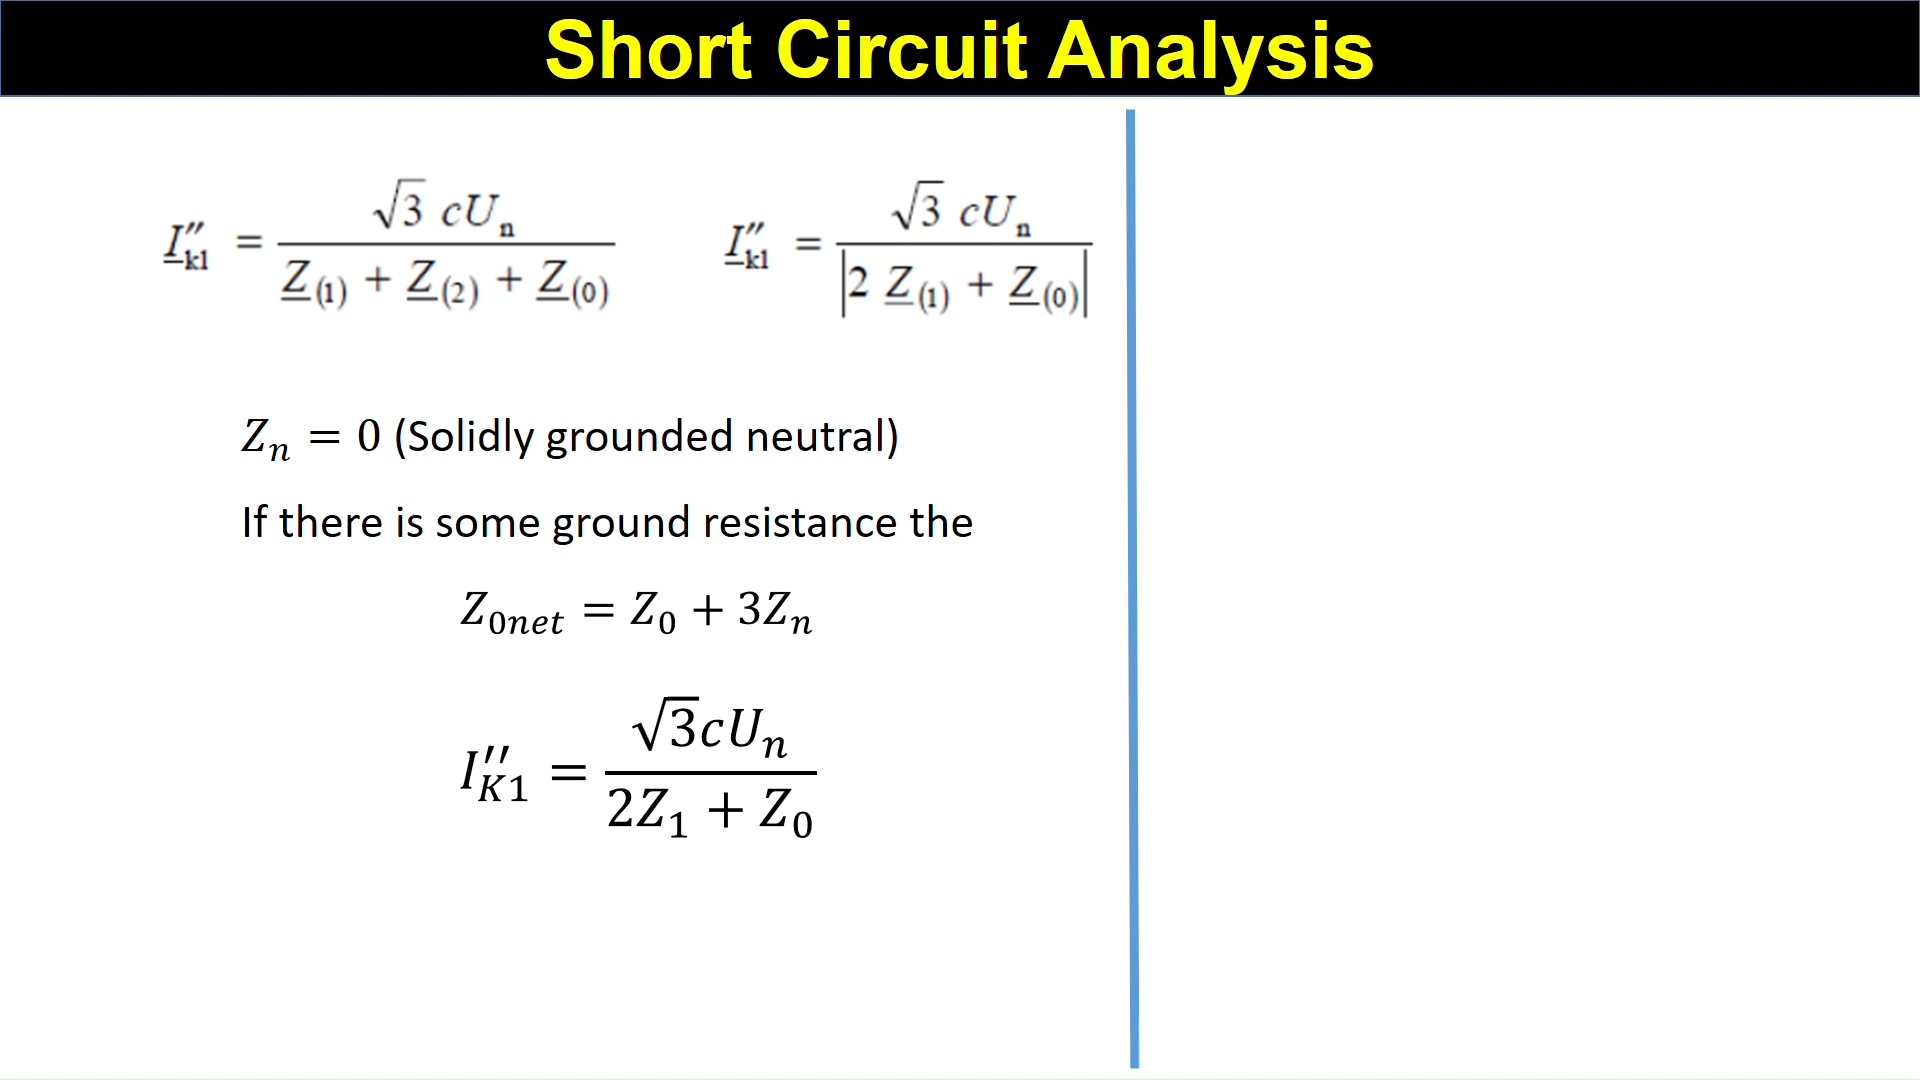 Short Circuit Analysis
I''k1 = √3 cUn / (Z(1) + Z(2) + Z(0))
I''k1 = √3 cUn / |2 Z(1) + Z(0)|
Zn = 0 (Solidly grounded neutral)
If there is some ground resistance the
Z0net = Z0 + 3Zn
I''K1 = √3cUn / (2Z1 + Z0)